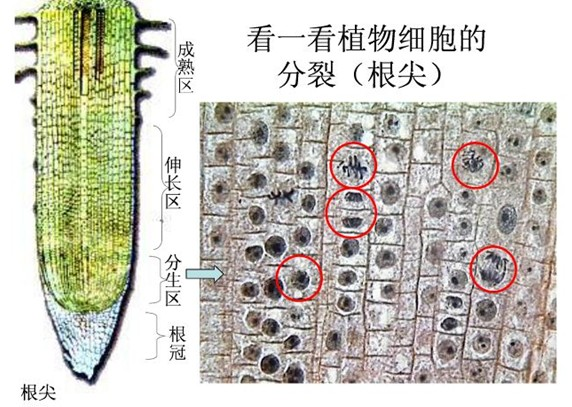 看一看植物细胞的
分裂（根尖）
成熟区
伸长区
分生区
根冠
根尖